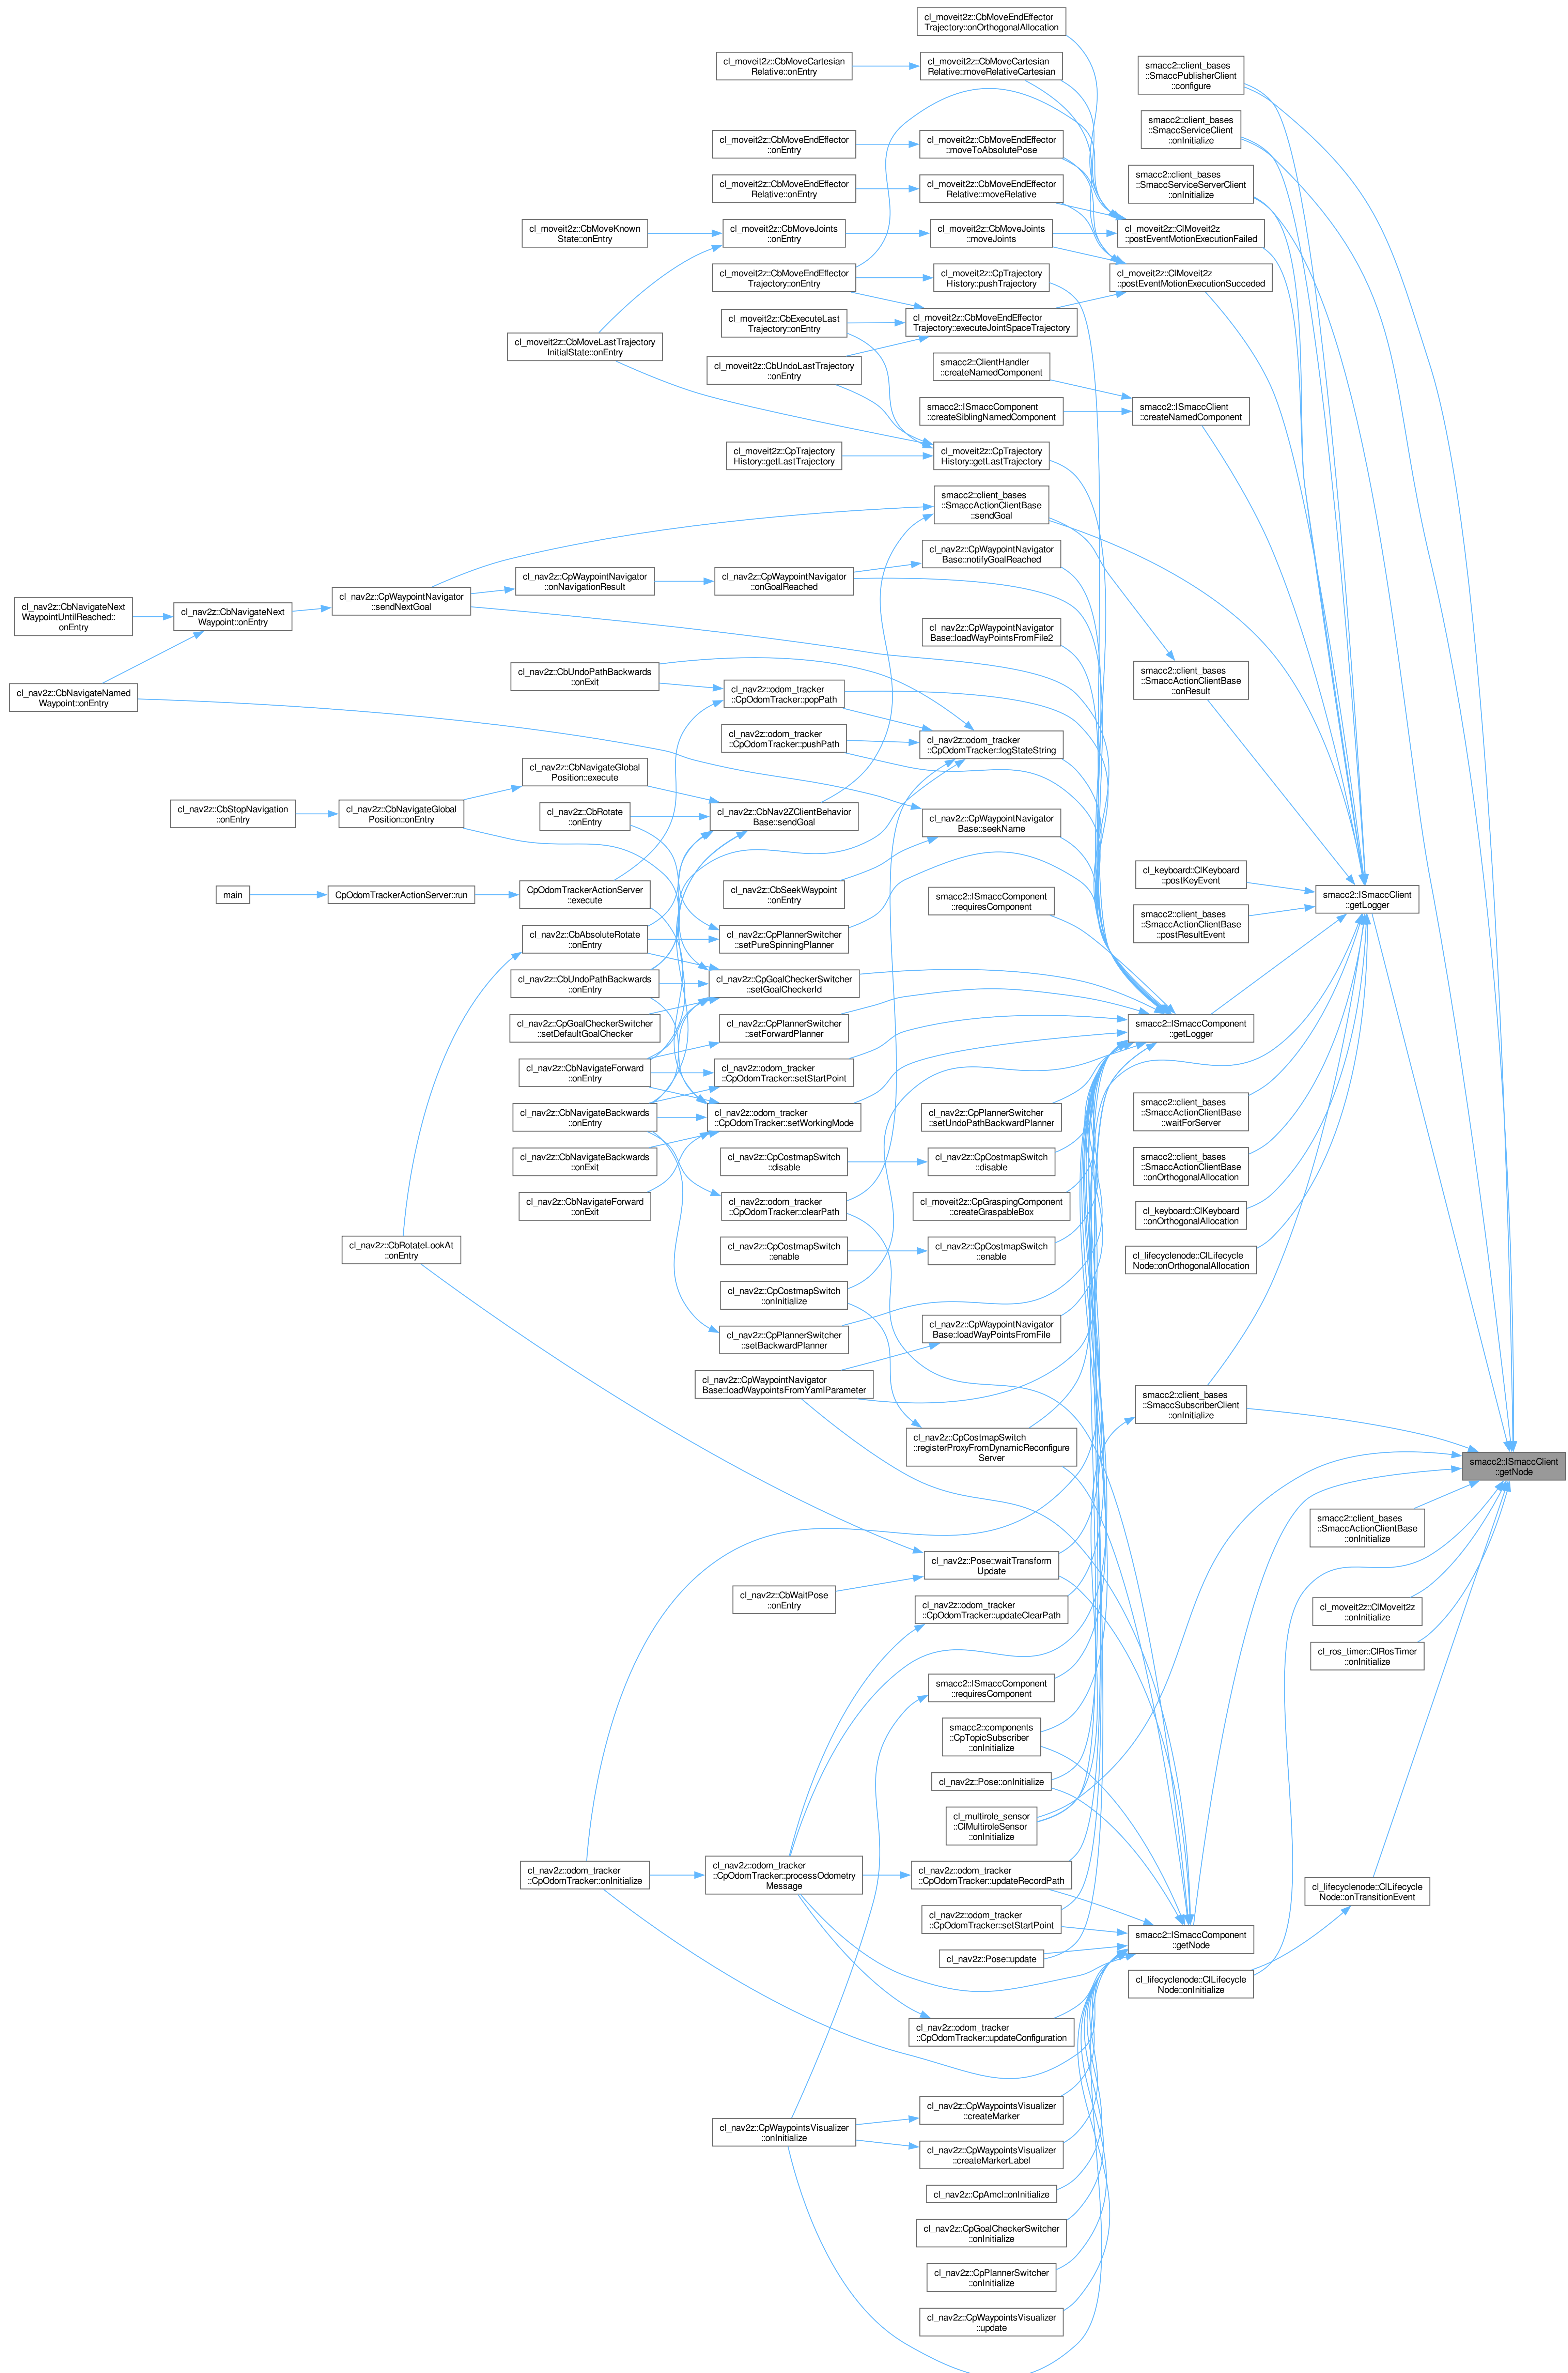 cl_moveit2z::CbMoveEndEffector
Trajectory::onOrthogonalAllocation
cl_moveit2z::CbMoveCartesian
Relative::onEntry
cl_moveit2z::CbMoveCartesian
Relative::moveRelativeCartesian
smacc2::client_bases
::SmaccPublisherClient
::configure
smacc2::client_bases
::SmaccServiceClient
::onInitialize
cl_moveit2z::CbMoveEndEffector
::onEntry
cl_moveit2z::CbMoveEndEffector
::moveToAbsolutePose
smacc2::client_bases
::SmaccServiceServerClient
::onInitialize
cl_moveit2z::CbMoveEndEffector
Relative::onEntry
cl_moveit2z::CbMoveEndEffector
Relative::moveRelative
cl_moveit2z::CbMoveKnown
State::onEntry
cl_moveit2z::CbMoveJoints
::onEntry
cl_moveit2z::CbMoveJoints
::moveJoints
cl_moveit2z::ClMoveit2z
::postEventMotionExecutionFailed
cl_moveit2z::CbMoveEndEffector
Trajectory::onEntry
cl_moveit2z::CpTrajectory
History::pushTrajectory
cl_moveit2z::ClMoveit2z
::postEventMotionExecutionSucceded
cl_moveit2z::CbExecuteLast
Trajectory::onEntry
cl_moveit2z::CbMoveEndEffector
Trajectory::executeJointSpaceTrajectory
cl_moveit2z::CbMoveLastTrajectory
InitialState::onEntry
cl_moveit2z::CbUndoLastTrajectory
::onEntry
smacc2::ClientHandler
::createNamedComponent
smacc2::ISmaccComponent
::createSiblingNamedComponent
smacc2::ISmaccClient
::createNamedComponent
cl_moveit2z::CpTrajectory
History::getLastTrajectory
cl_moveit2z::CpTrajectory
History::getLastTrajectory
smacc2::client_bases
::SmaccActionClientBase
::sendGoal
cl_nav2z::CpWaypointNavigator
Base::notifyGoalReached
cl_nav2z::CbNavigateNext
WaypointUntilReached::
onEntry
cl_nav2z::CbNavigateNext
Waypoint::onEntry
cl_nav2z::CpWaypointNavigator
::sendNextGoal
cl_nav2z::CpWaypointNavigator
::onNavigationResult
cl_nav2z::CpWaypointNavigator
::onGoalReached
cl_nav2z::CpWaypointNavigator
Base::loadWayPointsFromFile2
cl_nav2z::CbNavigateNamed
Waypoint::onEntry
cl_nav2z::CbUndoPathBackwards
::onExit
cl_nav2z::odom_tracker
::CpOdomTracker::popPath
smacc2::client_bases
::SmaccActionClientBase
::onResult
cl_nav2z::odom_tracker
::CpOdomTracker::pushPath
cl_nav2z::odom_tracker
::CpOdomTracker::logStateString
cl_nav2z::CbNavigateGlobal
Position::execute
cl_nav2z::CbStopNavigation
::onEntry
cl_nav2z::CbNavigateGlobal
Position::onEntry
cl_nav2z::CbRotate
::onEntry
cl_nav2z::CbNav2ZClientBehavior
Base::sendGoal
cl_nav2z::CpWaypointNavigator
Base::seekName
cl_nav2z::CbSeekWaypoint
::onEntry
cl_keyboard::ClKeyboard
::postKeyEvent
main
CpOdomTrackerActionServer::run
CpOdomTrackerActionServer
::execute
smacc2::ISmaccComponent
::requiresComponent
smacc2::ISmaccClient
::getLogger
smacc2::client_bases
::SmaccActionClientBase
::postResultEvent
cl_nav2z::CbAbsoluteRotate
::onEntry
cl_nav2z::CpPlannerSwitcher
::setPureSpinningPlanner
cl_nav2z::CbUndoPathBackwards
::onEntry
cl_nav2z::CpGoalCheckerSwitcher
::setGoalCheckerId
cl_nav2z::CpGoalCheckerSwitcher
::setDefaultGoalChecker
cl_nav2z::CpPlannerSwitcher
::setForwardPlanner
smacc2::ISmaccComponent
::getLogger
cl_nav2z::CbNavigateForward
::onEntry
cl_nav2z::odom_tracker
::CpOdomTracker::setStartPoint
cl_nav2z::CbNavigateBackwards
::onEntry
cl_nav2z::odom_tracker
::CpOdomTracker::setWorkingMode
cl_nav2z::CpPlannerSwitcher
::setUndoPathBackwardPlanner
smacc2::client_bases
::SmaccActionClientBase
::waitForServer
cl_nav2z::CbNavigateBackwards
::onExit
cl_nav2z::CpCostmapSwitch
::disable
cl_nav2z::CpCostmapSwitch
::disable
smacc2::client_bases
::SmaccActionClientBase
::onOrthogonalAllocation
cl_nav2z::CbNavigateForward
::onExit
cl_nav2z::odom_tracker
::CpOdomTracker::clearPath
cl_moveit2z::CpGraspingComponent
::createGraspableBox
cl_keyboard::ClKeyboard
::onOrthogonalAllocation
cl_nav2z::CbRotateLookAt
::onEntry
cl_nav2z::CpCostmapSwitch
::enable
cl_nav2z::CpCostmapSwitch
::enable
cl_lifecyclenode::ClLifecycle
Node::onOrthogonalAllocation
cl_nav2z::CpCostmapSwitch
::onInitialize
cl_nav2z::CpPlannerSwitcher
::setBackwardPlanner
cl_nav2z::CpWaypointNavigator
Base::loadWayPointsFromFile
cl_nav2z::CpWaypointNavigator
Base::loadWaypointsFromYamlParameter
smacc2::client_bases
::SmaccSubscriberClient
::onInitialize
cl_nav2z::CpCostmapSwitch
::registerProxyFromDynamicReconfigure
Server
smacc2::ISmaccClient
::getNode
smacc2::client_bases
::SmaccActionClientBase
::onInitialize
cl_nav2z::Pose::waitTransform
Update
cl_nav2z::CbWaitPose
::onEntry
cl_nav2z::odom_tracker
::CpOdomTracker::updateClearPath
cl_moveit2z::ClMoveit2z
::onInitialize
cl_ros_timer::ClRosTimer
::onInitialize
smacc2::ISmaccComponent
::requiresComponent
smacc2::components
::CpTopicSubscriber
::onInitialize
cl_nav2z::Pose::onInitialize
cl_multirole_sensor
::ClMultiroleSensor
::onInitialize
cl_nav2z::odom_tracker
::CpOdomTracker::onInitialize
cl_nav2z::odom_tracker
::CpOdomTracker::processOdometry
Message
cl_nav2z::odom_tracker
::CpOdomTracker::updateRecordPath
cl_lifecyclenode::ClLifecycle
Node::onTransitionEvent
cl_nav2z::odom_tracker
::CpOdomTracker::setStartPoint
smacc2::ISmaccComponent
::getNode
cl_nav2z::Pose::update
cl_lifecyclenode::ClLifecycle
Node::onInitialize
cl_nav2z::odom_tracker
::CpOdomTracker::updateConfiguration
cl_nav2z::CpWaypointsVisualizer
::createMarker
cl_nav2z::CpWaypointsVisualizer
::onInitialize
cl_nav2z::CpWaypointsVisualizer
::createMarkerLabel
cl_nav2z::CpAmcl::onInitialize
cl_nav2z::CpGoalCheckerSwitcher
::onInitialize
cl_nav2z::CpPlannerSwitcher
::onInitialize
cl_nav2z::CpWaypointsVisualizer
::update